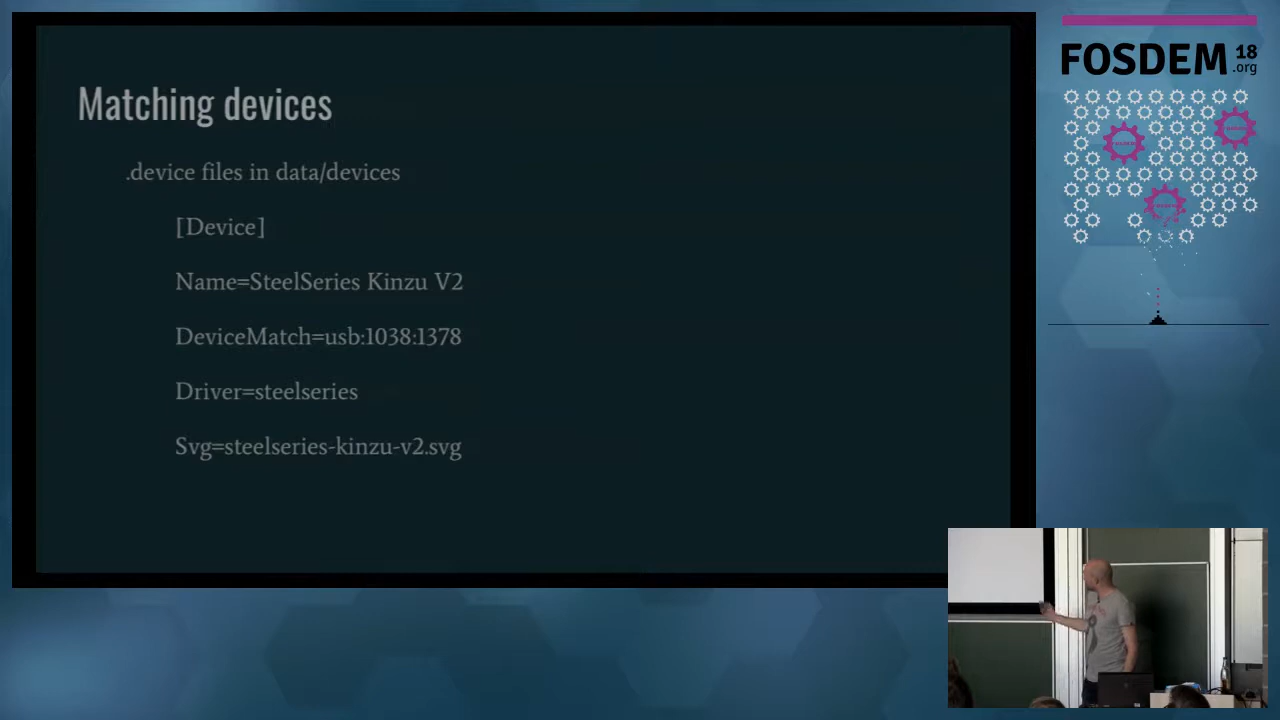 Matching devices
.device files in data/devices
[Device]
Name=SteelSeries Kinzu V2
DeviceMatch=usb:1038:1378
Driver=steelseries
Svg=steelseries-kinzu-v2.svg
FOSDEM 18
.org